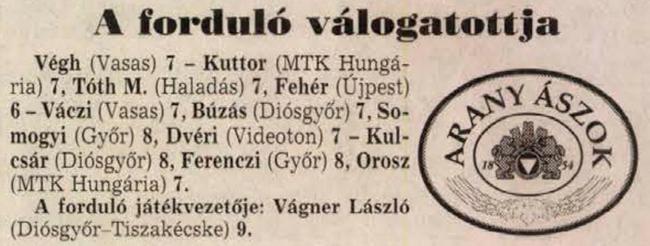 A forduló válogatottja
Végh (Vasas) 7 – Kuttor (MTK Hungá-
ria) 7, Tóth M. (Haladás) 7, Fehér (Újpest)
6 – Váczi (Vasas) 7, Búzás (Diósgyőr) 7, So-
mogyi (Győr) 8, Dvéri (Videoton) 7 – Kul-
csár (Diósgyőr) 8, Ferenczi (Győr) 8, Orosz
(MTK Hungária) 7.
A forduló játékvezetője: Vágner László
(Diósgyőr–Tiszakécske) 9.
ARANY ÁSZOK
18 54